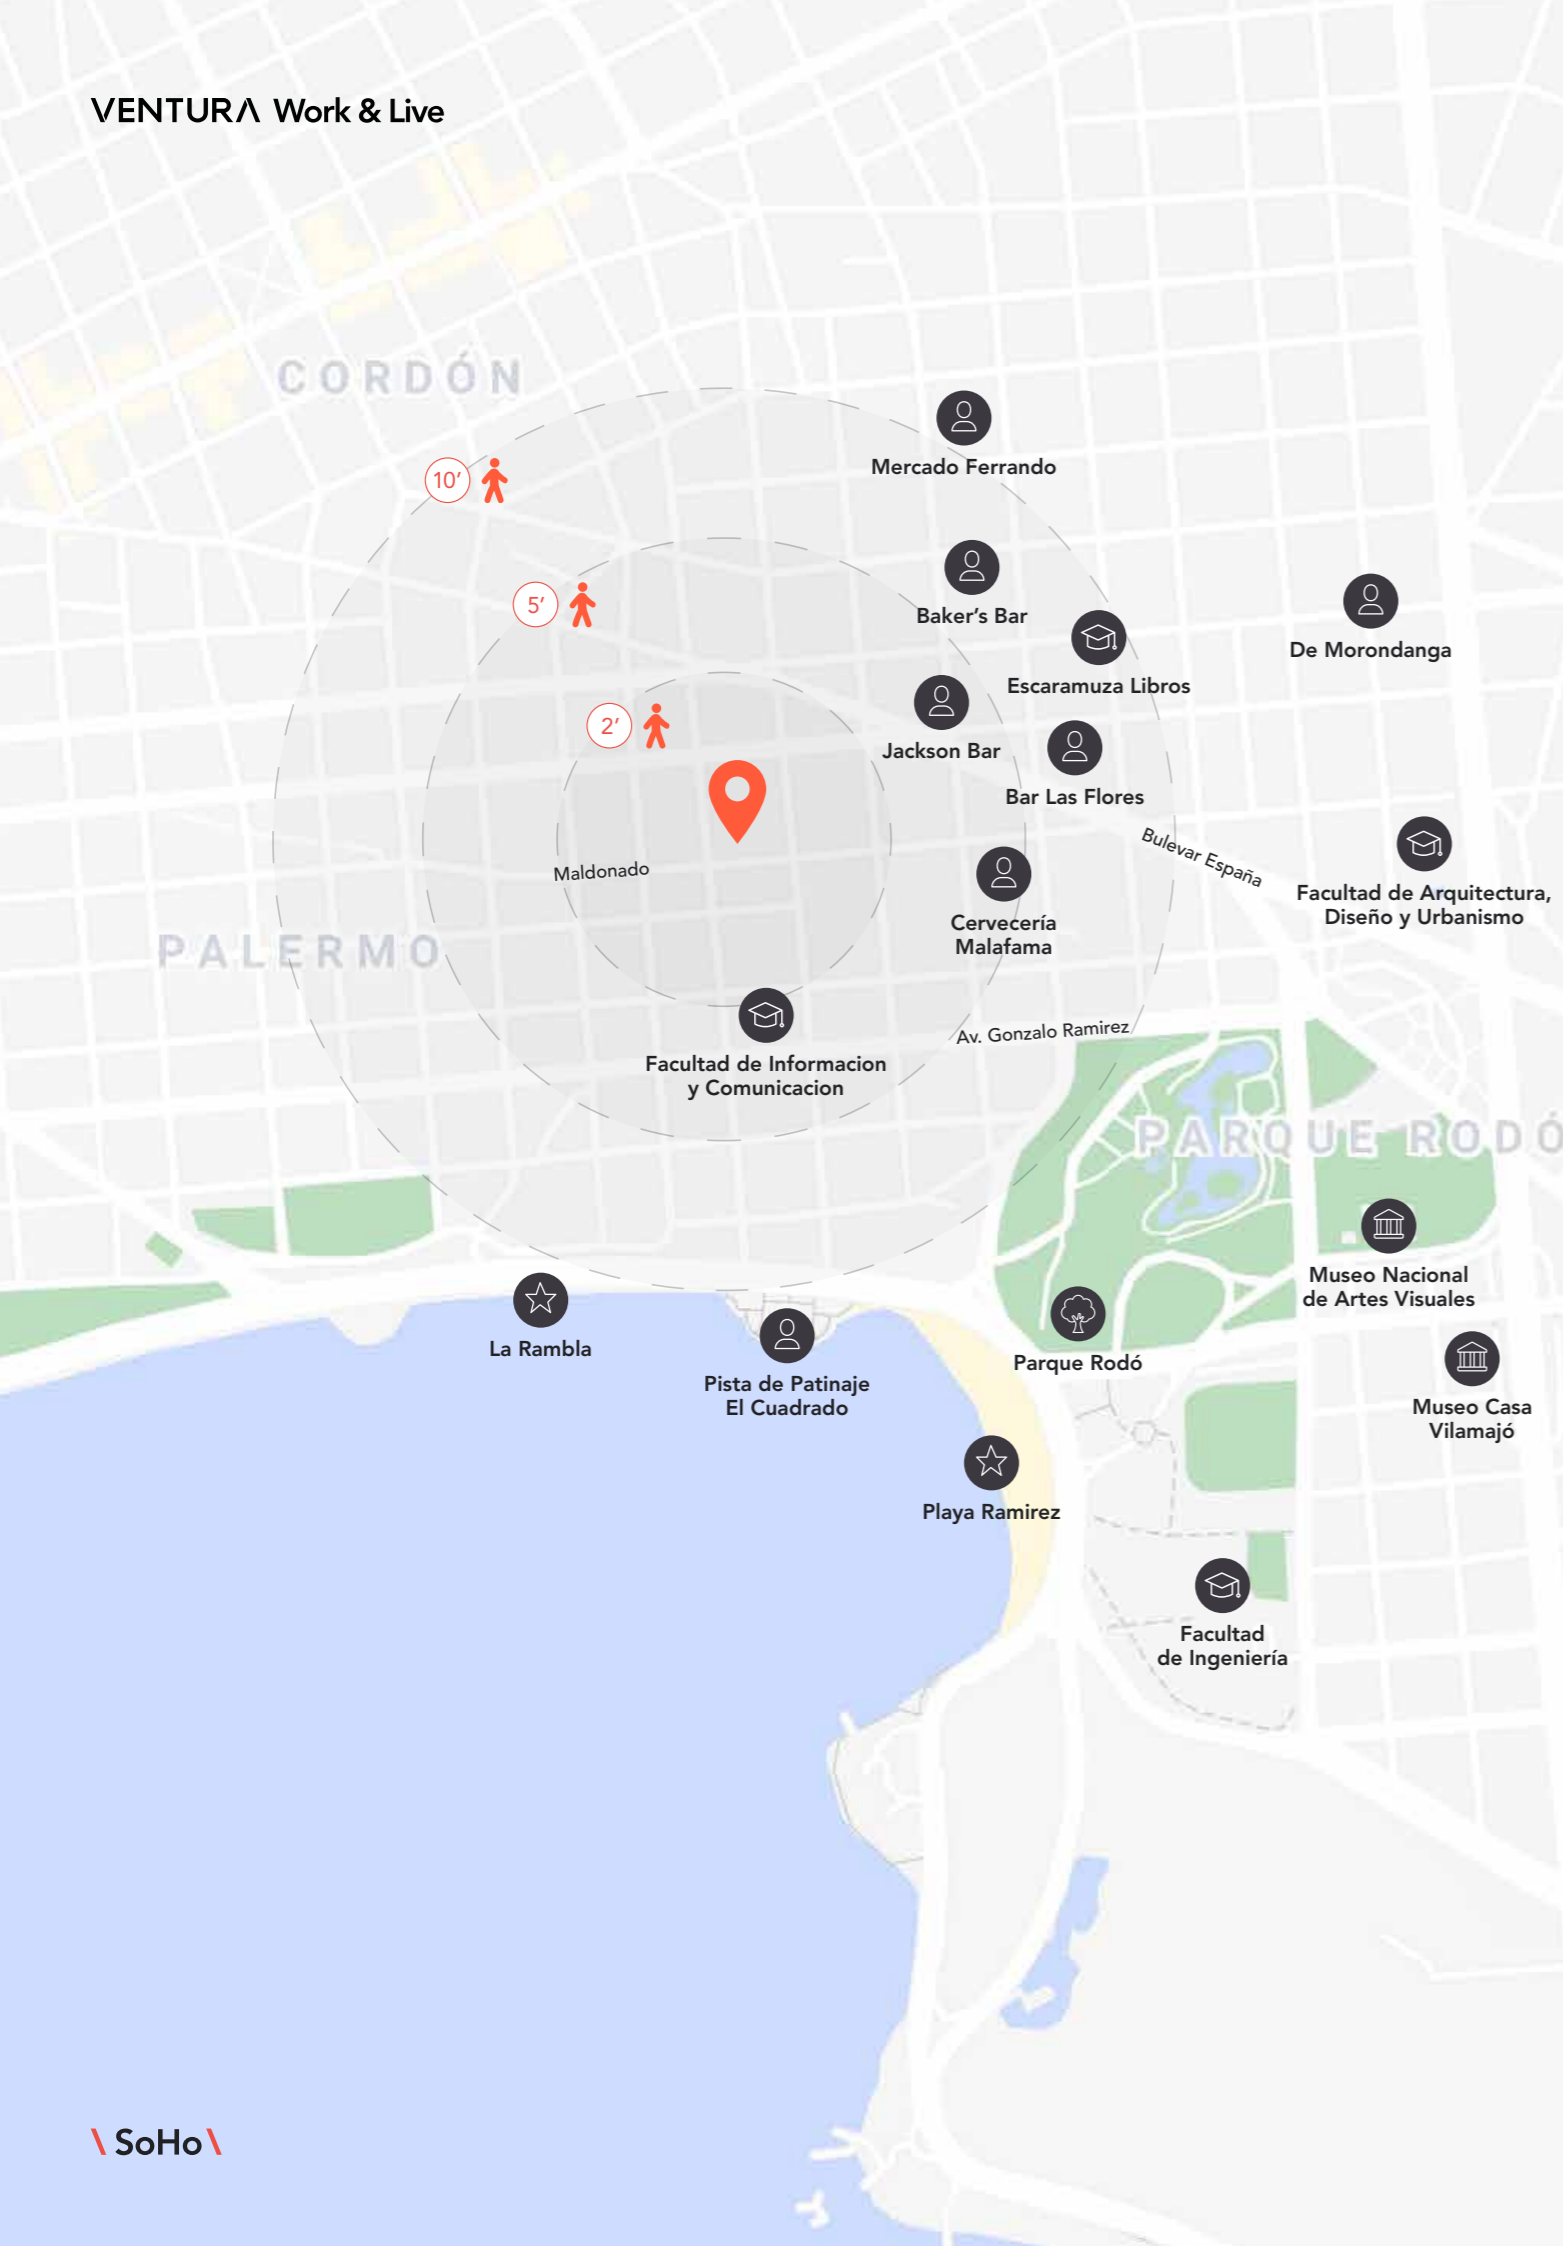 VENTURA Work & Live
CORDÓN
Mercado Ferrando
10’
Baker’s Bar
5’
De Morondanga
Escaramuza Libros
2’
Jackson Bar
Bar Las Flores
Bulevar España
Maldonado
Facultad de Arquitectura,
Diseño y Urbanismo
Cervecería
Malafama
PALERMO
Av. Gonzalo Ramirez
Facultad de Informacion
y Comunicacion
PARQUE RODÓ
Museo Nacional
de Artes Visuales
La Rambla
Parque Rodó
Pista de Patinaje
El Cuadrado
Museo Casa
Vilamajó
Playa Ramirez
Facultad
de Ingeniería
\ SoHo \